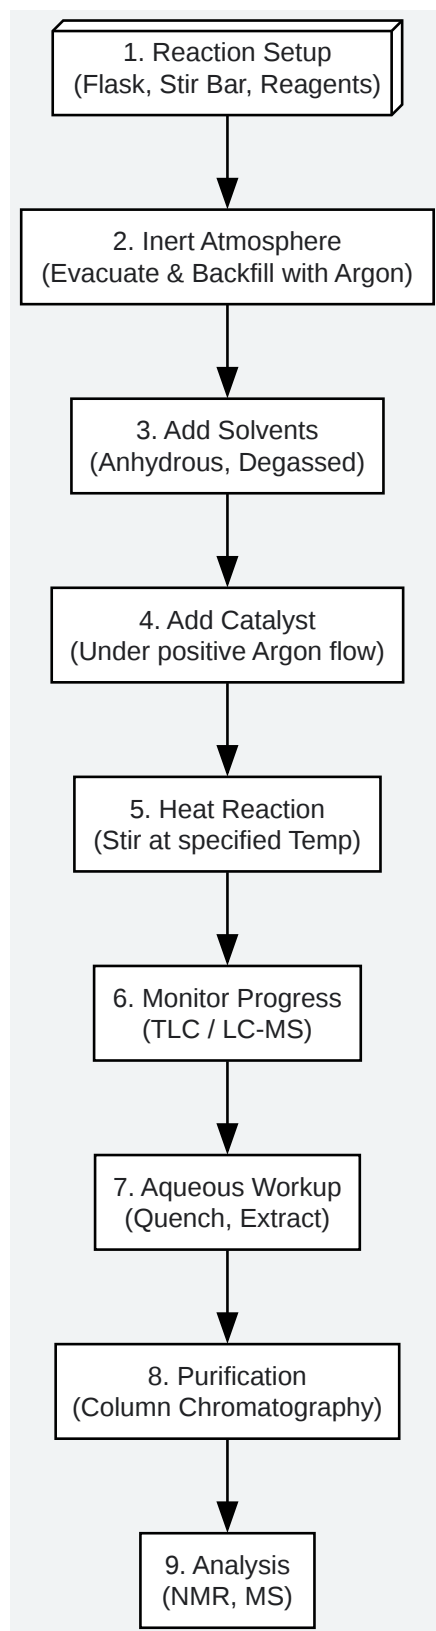 1. Reaction Setup
(Flask, Stir Bar, Reagents)
2. Inert Atmosphere
(Evacuate & Backfill with Argon)
3. Add Solvents
(Anhydrous, Degassed)
4. Add Catalyst
(Under positive Argon flow)
5. Heat Reaction
(Stir at specified Temp)
6. Monitor Progress
(TLC / LC-MS)
7. Aqueous Workup
(Quench, Extract)
8. Purification
(Column Chromatography)
9. Analysis
(NMR, MS)